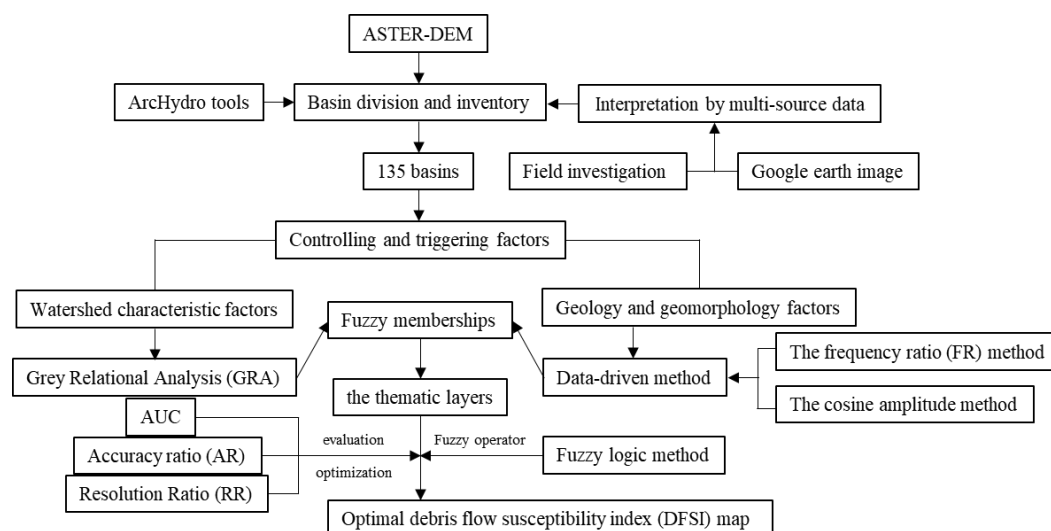 ASTER-DEM
ArcHydro tools
Basin division and inventory
Interpretation by multi-source data
135 basins
Field investigation
Google earth image
Controlling and triggering factors
Watershed characteristic factors
Fuzzy memberships
Geology and geomorphology factors
Grey Relational Analysis (GRA)
Data-driven method
The frequency ratio (FR) method
The cosine amplitude method
the thematic layers
AUC
Accuracy ratio (AR)
Resolution Ratio (RR)
evaluation
optimization
Fuzzy operator
Fuzzy logic method
Optimal debris flow susceptibility index (DFSI) map